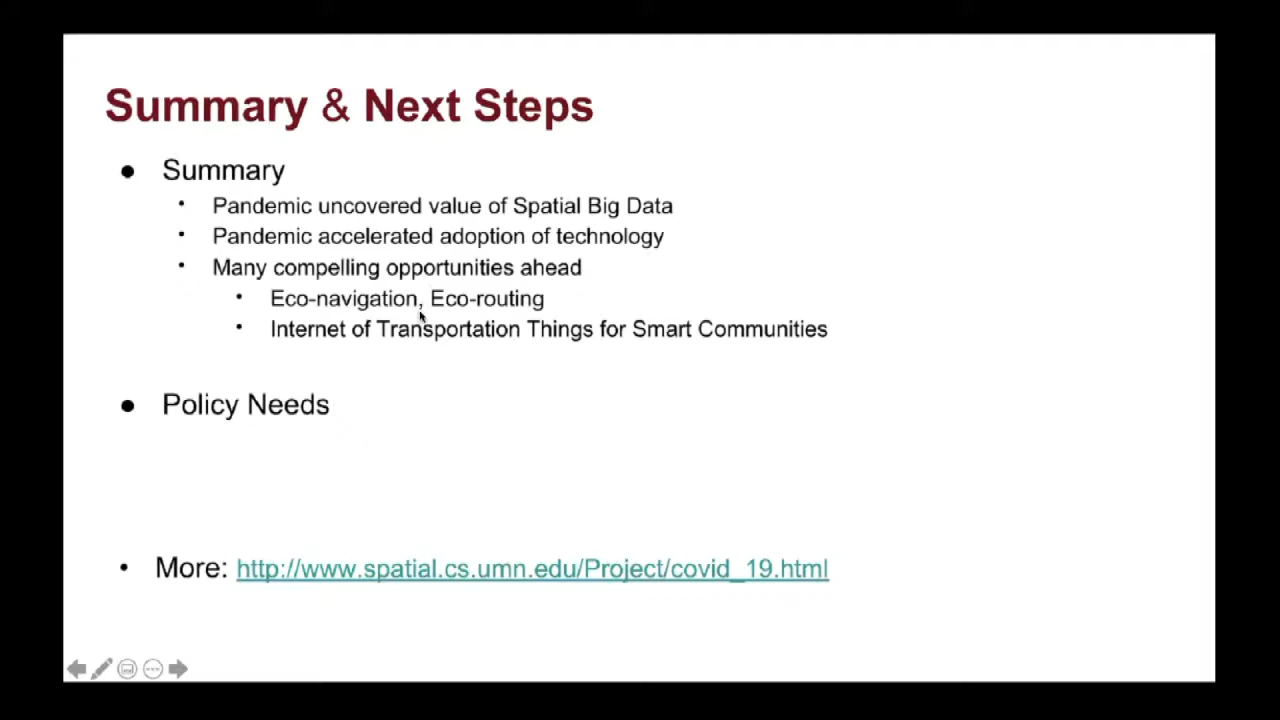 Summary & Next Steps
● Summary
• Pandemic uncovered value of Spatial Big Data
• Pandemic accelerated adoption of technology
• Many compelling opportunities ahead
• Eco-navigation, Eco-routing
• Internet of Transportation Things for Smart Communities
● Policy Needs
• More: http://www.spatial.cs.umn.edu/Project/covid_19.html